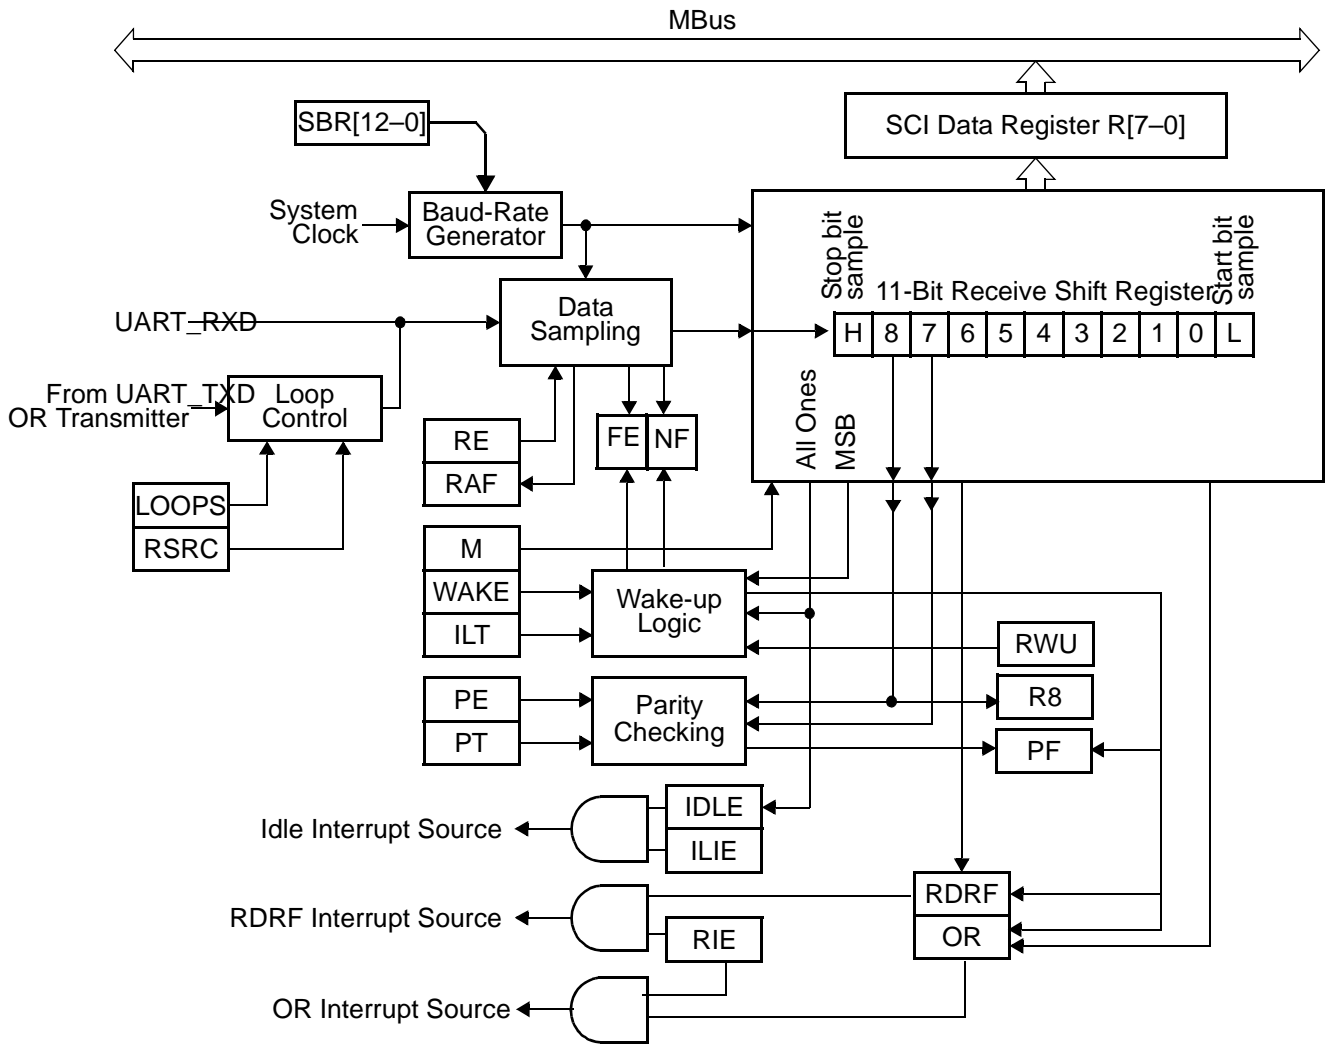 MBus
SCI Data Register R[7–0]
SBR[12–0]
System
Clock
Baud-Rate
Generator
Stop bit
sample
Start bit
sample
11-Bit Receive Shift Register
H 8 7 6 5 4 3 2 1 0 L
All Ones
MSB
UART_RXD
Data
Sampling
From UART_TXD
OR Transmitter
Loop
Control
LOOPS
RSRC
RE
RAF
FE NF
M
WAKE
ILT
Wake-up
Logic
RWU
PE
PT
Parity
Checking
R8
PF
Idle Interrupt Source
IDLE
ILIE
RDRF Interrupt Source
RIE
RDRF
OR
OR Interrupt Source